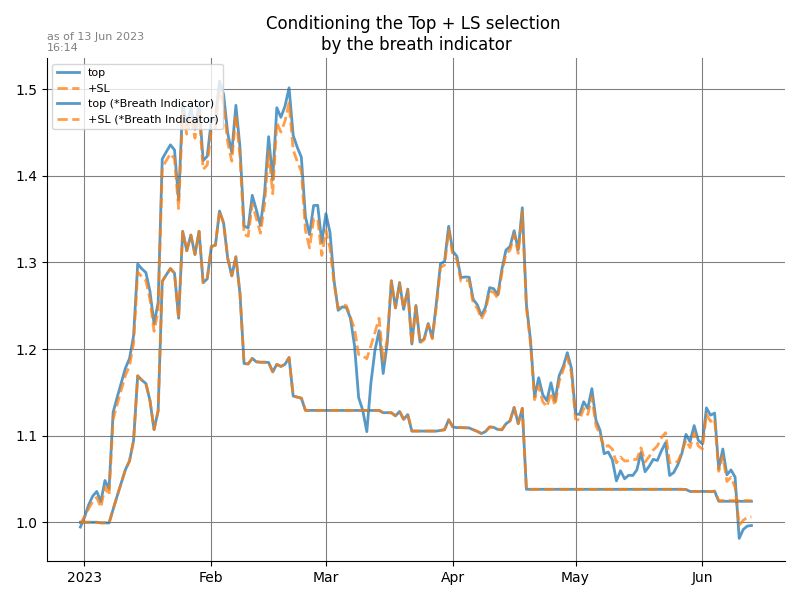 Conditioning the Top + LS selection
by the breath indicator
as of 13 Jun 2023
16:14
top
+SL
top (*Breath Indicator)
+SL (*Breath Indicator)
1.5
1.4
1.3
1.2
1.1
1.0
2023 Feb Mar Apr May Jun